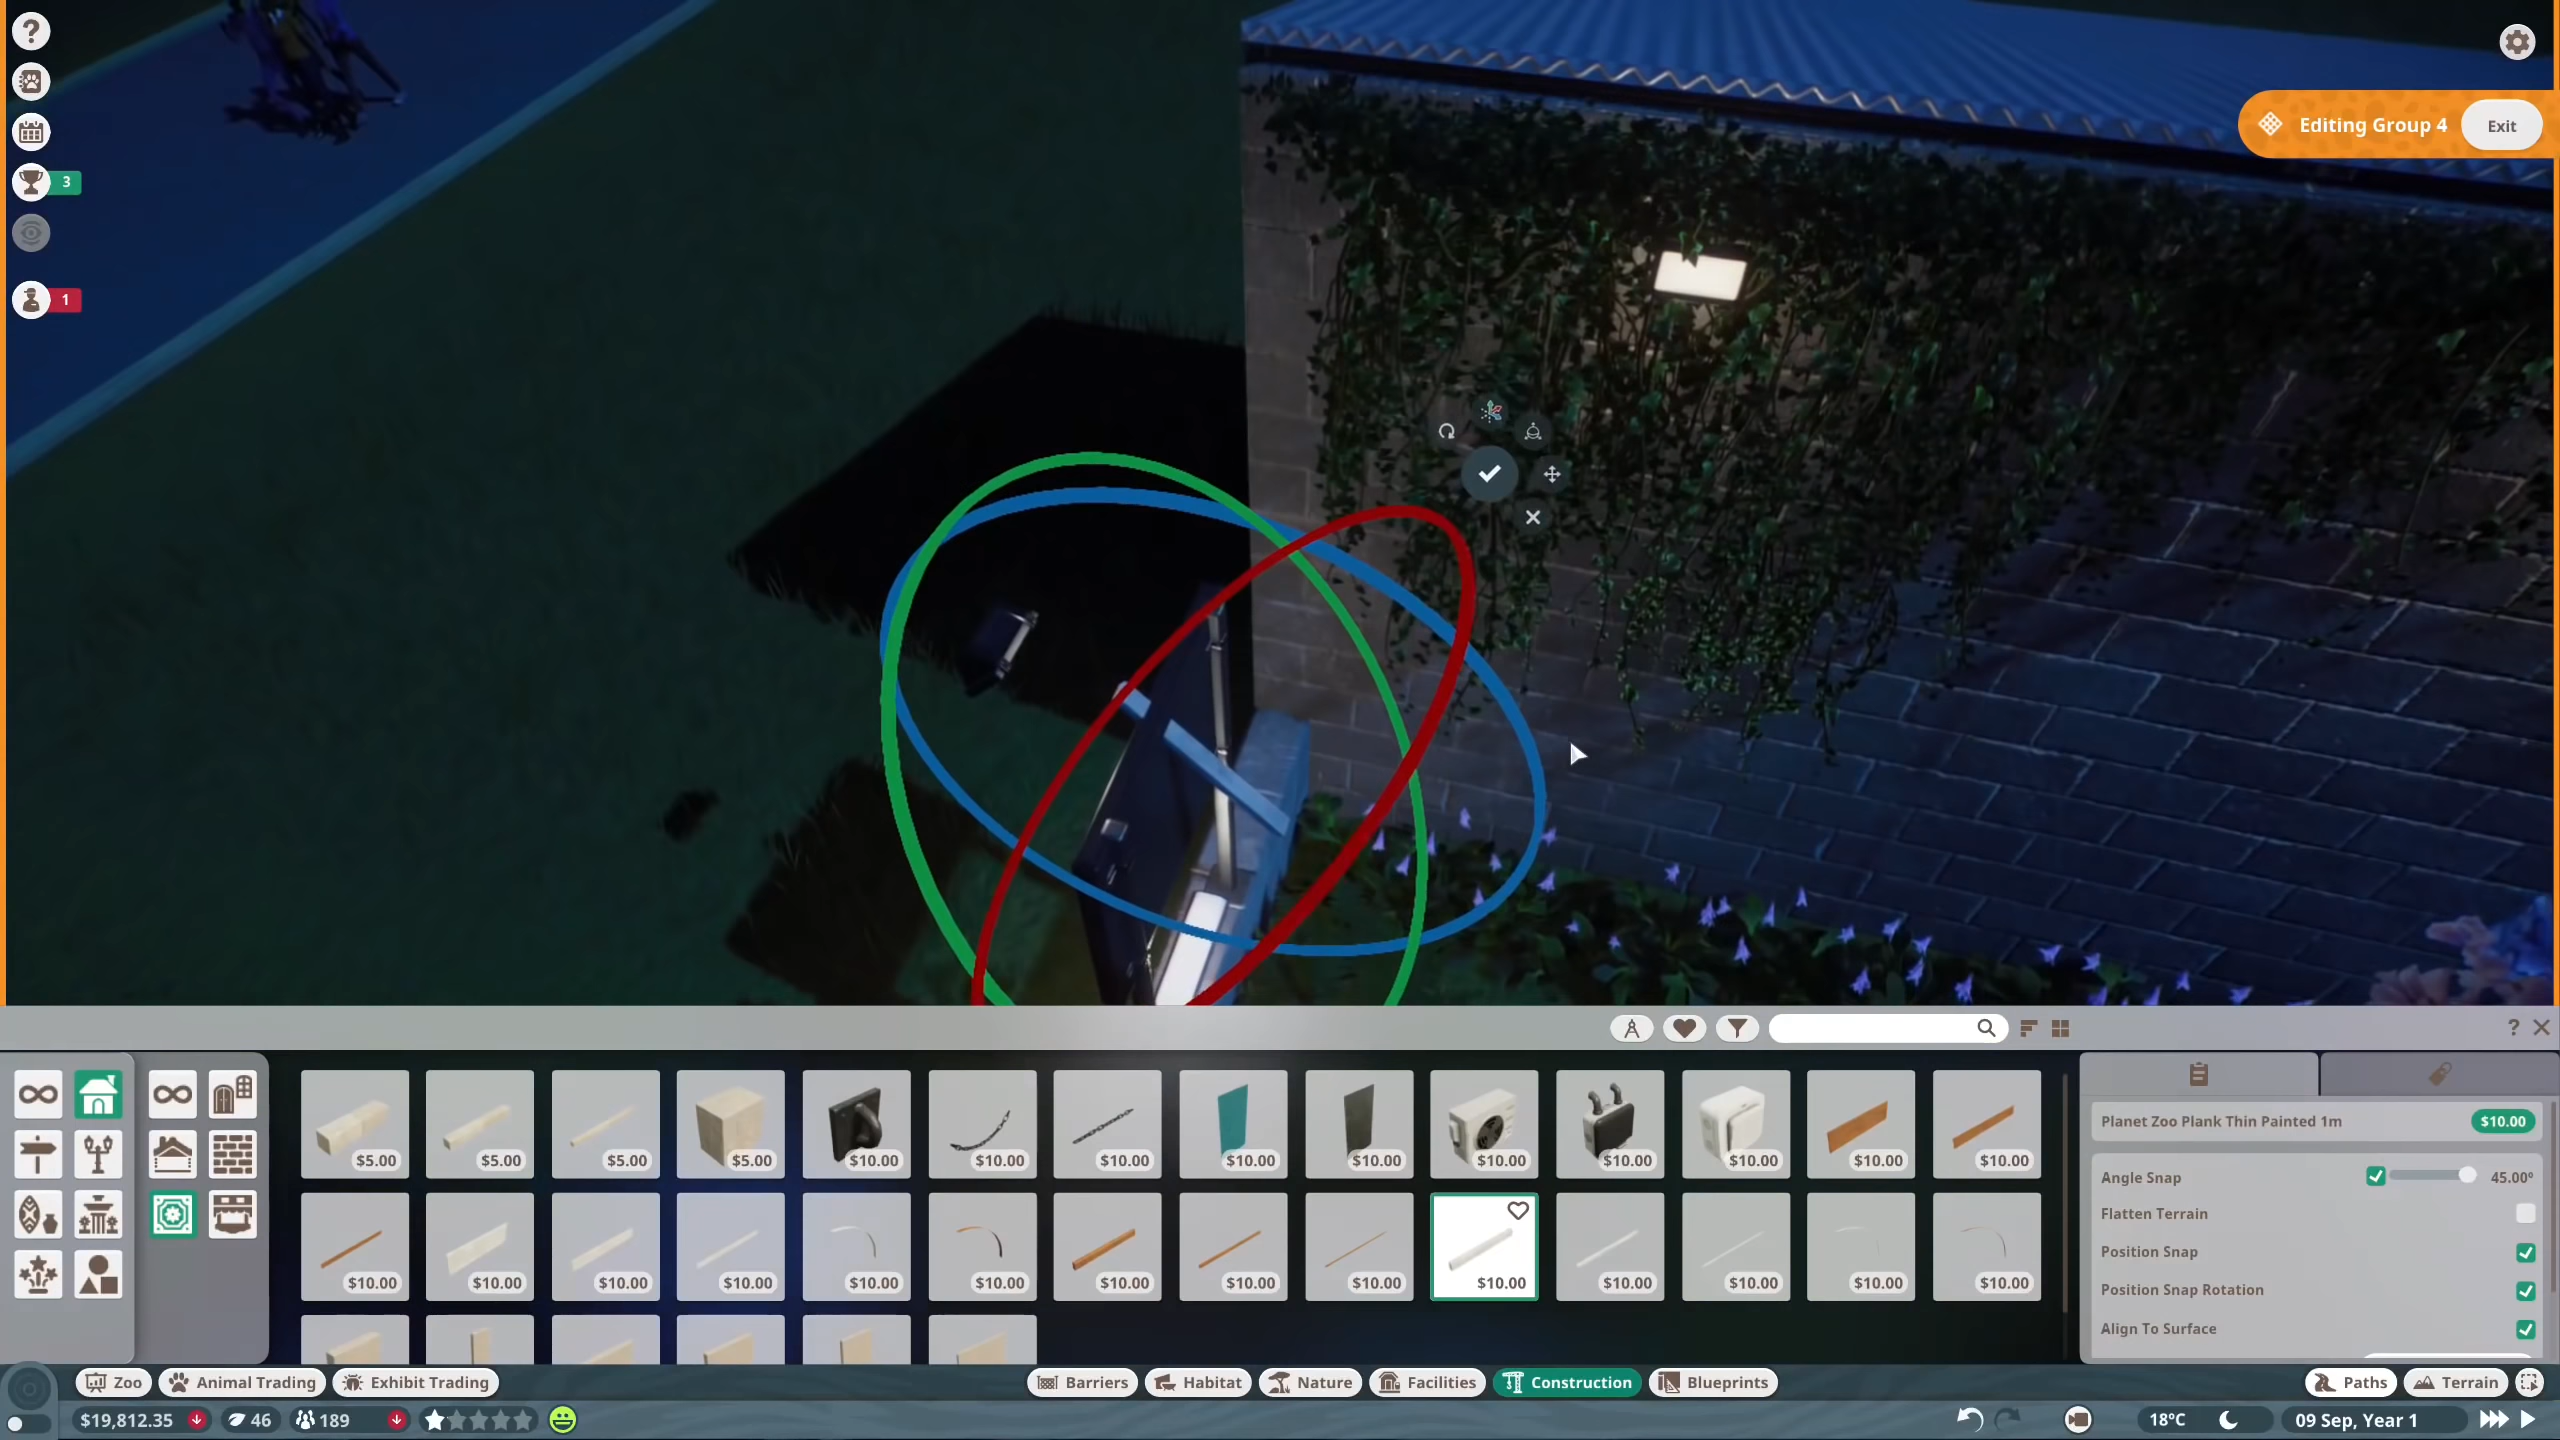 ?
3
1
Editing Group 4
Exit
?
Planet Zoo Plank Thin Painted 1m
$10.00
Angle Snap
45.00°
Flatten Terrain
Position Snap
Position Snap Rotation
Align To Surface
$5.00 $5.00 $5.00 $5.00 $10.00 $10.00 $10.00 $10.00 $10.00 $10.00 $10.00 $10.00 $10.00 $10.00
$10.00 $10.00 $10.00 $10.00 $10.00 $10.00 $10.00 $10.00 $10.00 $10.00 $10.00 $10.00 $10.00 $10.00
Zoo Animal Trading Exhibit Trading Barriers Habitat Nature Facilities Construction Blueprints Paths Terrain
$19,812.35 46 189 18°C 09 Sep, Year 1